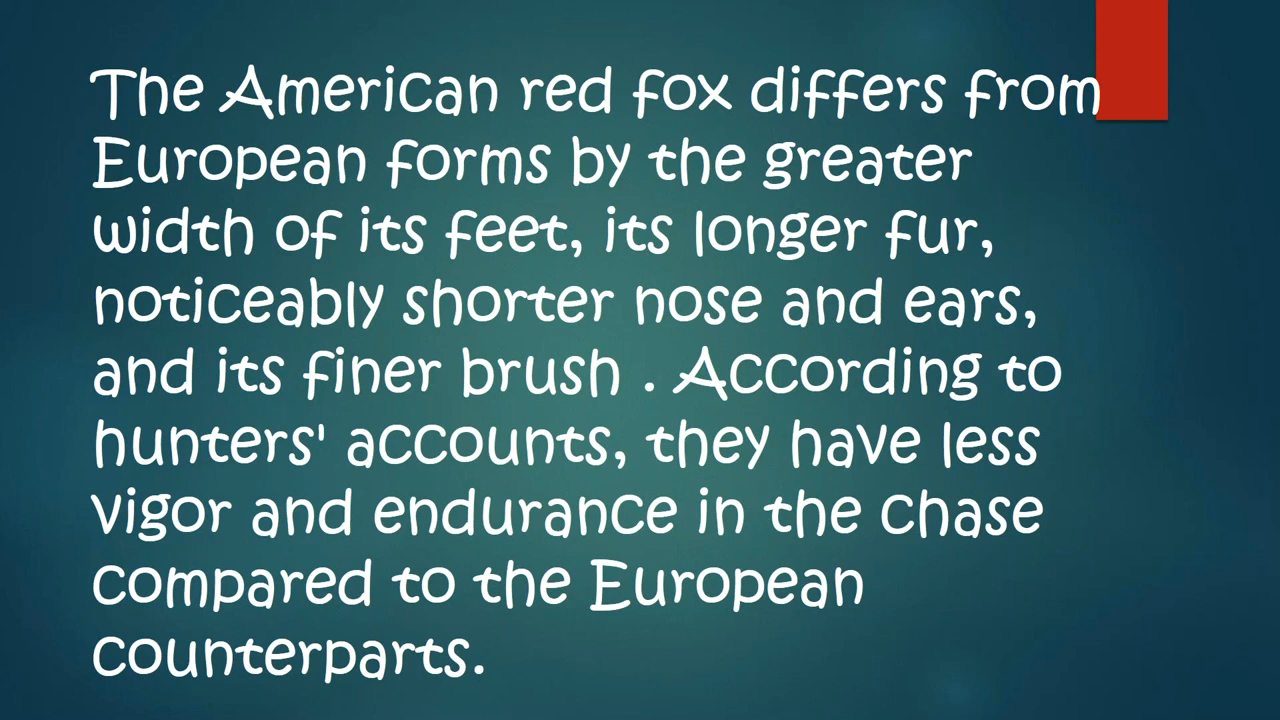 The American red fox differs from
European forms by the greater
width of its feet, its longer fur,
noticeably shorter nose and ears,
and its finer brush . According to
hunters' accounts, they have less
vigor and endurance in the chase
compared to the European
counterparts.